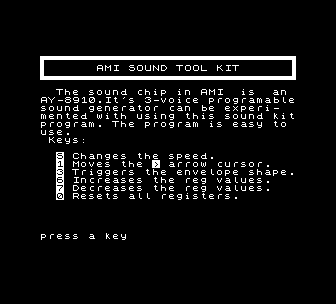 AMI SOUND TOOL KIT
The sound chip in AMI is an
AY-8910.It's 3-voice programable
sound generator can be experi-
mented with using this sound kit
program. The program is easy to
use.
Keys:
S Changes the speed.
1 Moves the > arrow cursor.
3 Triggers the envelope shape.
6 Increases the reg values.
7 Decreases the reg values.
0 Resets all registers.
press a key